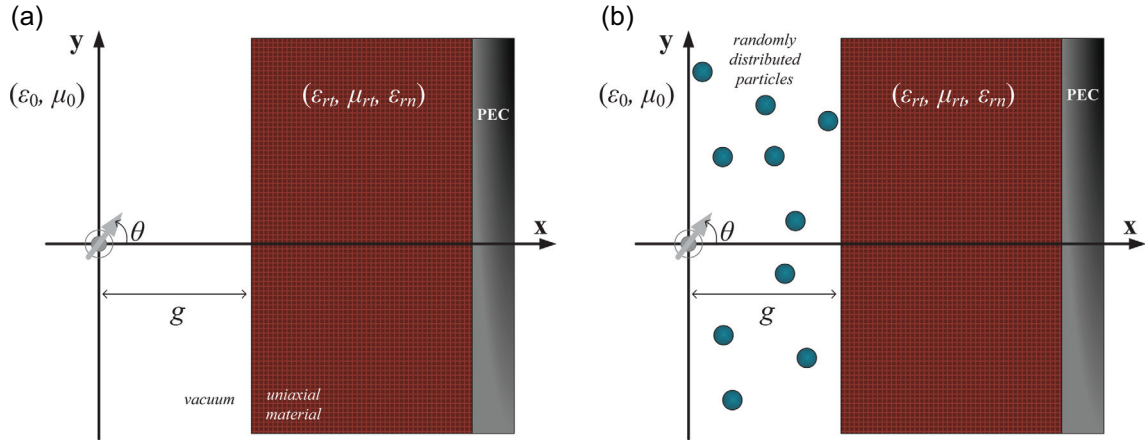 (a)
y
(ε0, μ0)
(εrt, μrt, εrn)
PEC
θ
x
g
vacuum
uniaxial
material
(b)
y
randomly
distributed
particles
(ε0, μ0)
(εrt, μrt, εrn)
PEC
θ
x
g